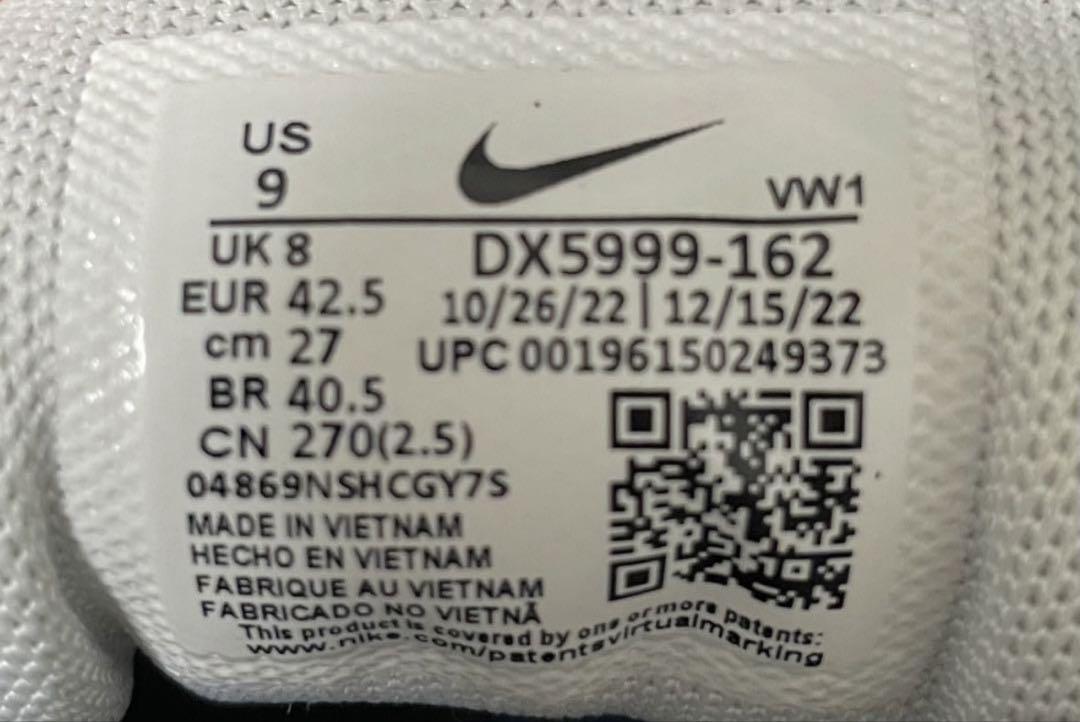 US
9
VW1
UK 8
DX5999-162
EUR 42.5
10/26/22 | 12/15/22
cm 27
UPC 00196150249373
BR 40.5
CN 270(2.5)
04869NSHCGY7S
MADE IN VIETNAM
HECHO EN VIETNAM
FABRIQUE AU VIETNAM
FABRICADO NO VIETNÃ
This product is covered by one or more patents:
www.nike.com/patentsvirtualmarking